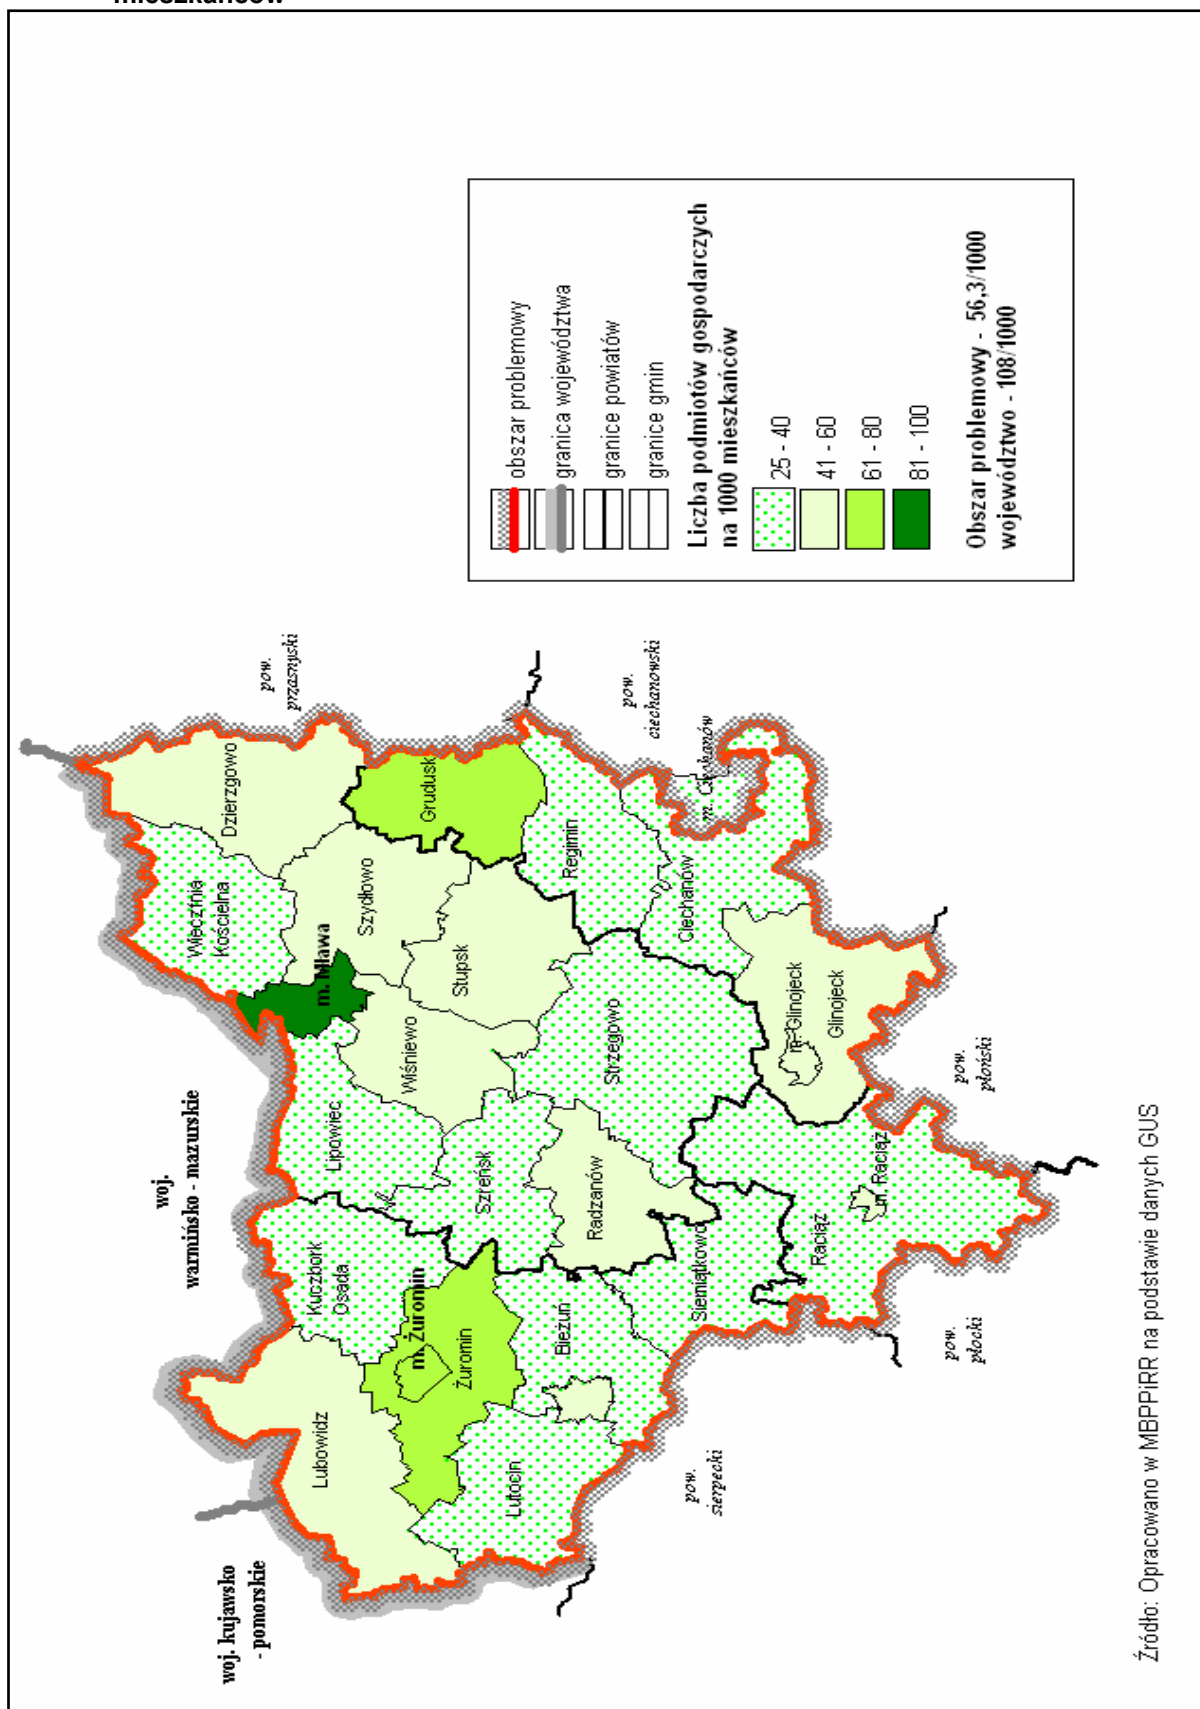 mieszkańców
woj. kujawsko
- pomorskie
woj.
warmińsko - mazurskie
pow.
przasnyski
pow.
ciechanowski
pow.
płoński
pow.
płocki
pow.
sierpecki
Lubowidz
Kuczbork
Osada
m. Żuromin
Żuromin
Lutocin
Bieżuń
Siemiątkowo
Lipowiec
Szreńsk
Radzanów
Wieczfnia
Kościelna
m. Mława
Wiśniewo
Szydłowo
Stupsk
Strzegowo
Dzierzgowo
Grudusk
Regimin
Ciechanów
m. Ciechanów
m. Glinojeck
Glinojeck
Raciąż
m. Raciąż
obszar problemowy
granica województwa
granice powiatów
granice gmin
Liczba podmiotów gospodarczych
na 1000 mieszkańców
25 - 40
41 - 60
61 - 80
81 - 100
Obszar problemowy - 56,3/1000
województwo - 108/1000
Źródło: Opracowano w MBPPiRR na podstawie danych GUS